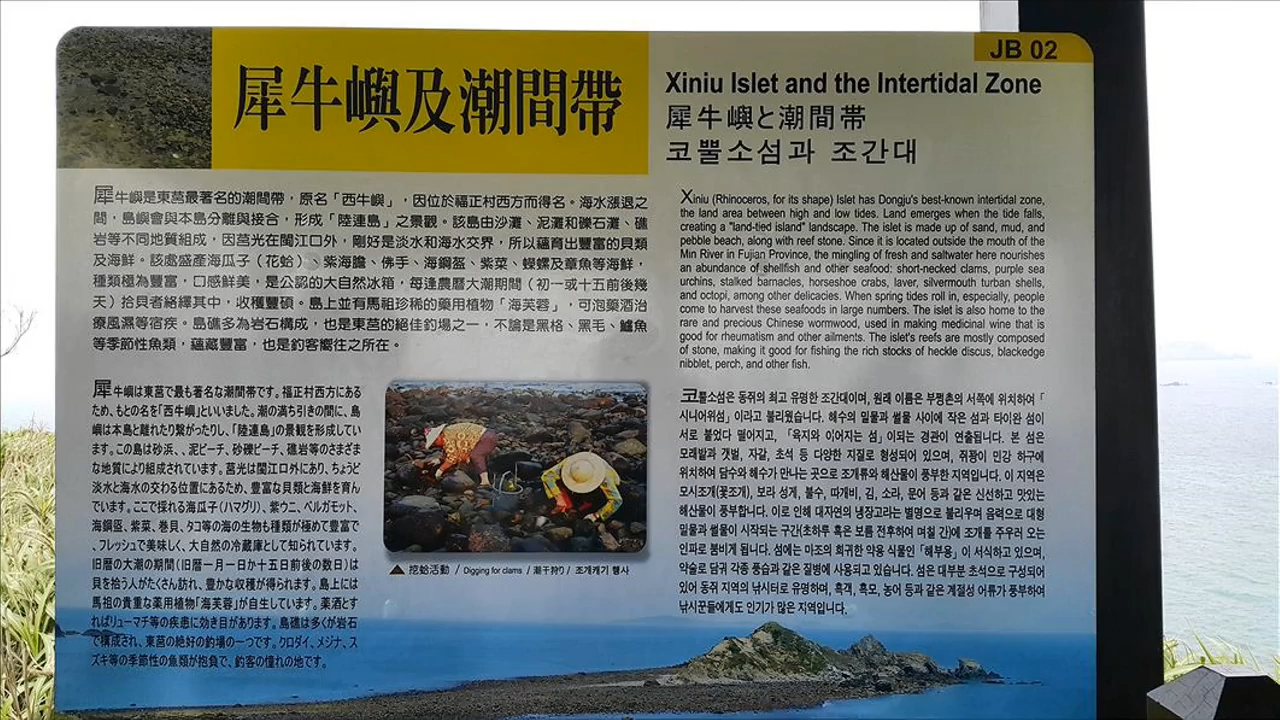 JB 02
犀牛嶼及潮間帶
Xiniu Islet and the Intertidal Zone
犀牛嶼と潮間帯
코뿔소섬과 조간대
犀牛嶼是東莒最著名的潮間帶，原名「西牛嶼」，因位於福正村西方而得名。海水漲退之
間，島嶼會與本島分離與接合，形成「陸連島」之景觀。該島由沙灘、泥灘和礫石灘、礁
岩等不同地質組成，因莒光在閩江口外，剛好是淡水和海水交界，所以蘊育出豐富的貝類
及海鮮。該處盛產海瓜子（花蛤）、紫海膽、佛手、海鋼盔、紫菜、蠑螺及章魚等海鮮，
種類極為豐富，口感鮮美，是公認的大自然冰箱，每逢農曆大潮期間（初一或十五前後幾
天）拾貝者絡繹其中，收穫豐碩。島上並有馬祖珍稀的藥用植物「海芙蓉」，可泡藥酒治
療風濕等宿疾。島礁多為岩石構成，也是東莒的絕佳釣場之一，不論是黑格、黑毛、鱸魚
等季節性魚類，蘊藏豐富，也是釣客嚮往之所在。
Xiniu (Rhinoceros, for its shape) Islet has Dongju's best-known intertidal zone,
the land area between high and low tides. Land emerges when the tide falls,
creating a "land-tied island" landscape. The islet is made up of sand, mud, and
pebble beach, along with reef stone. Since it is located outside the mouth of the
Min River in Fujian Province, the mingling of fresh and saltwater here nourishes
an abundance of shellfish and other seafood: short-necked clams, purple sea
urchins, stalked barnacles, horseshoe crabs, laver, silvermouth turban shells,
and octopi, among other delicacies. When spring tides roll in, especially, people
come to harvest these seafoods in large numbers. The islet is also home to the
rare and precious Chinese wormwood, used in making medicinal wine that is
good for rheumatism and other ailments. The islet's reefs are mostly composed
of stone, making it good for fishing the rich stocks of heckle discus, blackedge
nibblet, perch, and other fish.
犀牛嶼は東莒で最も著名な潮間帯です。福正村西方にある
ため、もとの名を「西牛嶼」といいました。潮の満ち引きの間に、島
嶼は本島と離れたり繋がったりし、「陸連島」の景観を形成してい
ます。この島は砂浜、、泥ビーチ、砂礫ビーチ、礁岩等のさまざま
な地質により組成されています。莒光は閩江口外にあり、ちょうど
淡水と海水の交わる位置にあるため、豊富な貝類と海鮮を育ん
でいます。ここで採れる海瓜子(ハマグリ)、紫ウニ、ベルガモット、
海鋼盔、紫菜、巻貝、タコ等の海の生物も種類が極めて豊富で
、フレッシュで美味しく、大自然の冷蔵庫として知られています。
旧暦の大潮の期間(旧暦一月一日か十五日前後の数日)は
貝を拾う人がたくさん訪れ、豊かな収穫が得られます。島上には
馬祖の貴重な薬用植物「海芙蓉」が自生しています。薬酒とす
ればリューマチ等の疾患に効き目があります。島礁は多くが岩石
で構成され、東莒の絶好の釣場の一つです。クロダイ、メジナ、ス
ズキ等の季節性の魚類が抱負で、釣客の憧れの地です。
挖蛤活動 / Digging for clams / 潮干狩り / 조개캐기 행사
코뿔소섬은 동쥐의 최고 유명한 조간대이며, 원래 이름은 부쩡촌의 서쪽에 위치하여「
시니어위섬」이라고 불리웠습니다. 해수의 밀물과 썰물 사이에 작은 섬과 타이완 섬이
서로 붙었다 떨어지고, 「육지와 이어지는 섬」이되는 경관이 연출됩니다. 본 섬은
모래밭과 갯벌, 자갈, 초석 등 다양한 지질로 형성되어 있으며, 쥐꽝이 민강 하구에
위치하여 담수와 해수가 만나는 곳으로 조개류와 해산물이 풍부한 지역입니다. 이 지역은
모시조개(꽃조개), 보라 성게, 불수, 따개비, 김, 소라, 문어 등과 같은 신선하고 맛있는
해산물이 풍부합니다. 이로 인해 대자연의 냉장고라는 별명으로 불리우며 음력으로 대형
밀물과 썰물이 시작되는 구간(초하루 혹은 보름 전후하여 며칠 간)에 조개를 주우러 오는
인파로 붐비게 됩니다. 섬에는 마조의 희귀한 약용 식물인「해부용」이 서식하고 있으며,
약술로 담궈 각종 풍습과 같은 질병에 사용되고 있습니다. 섬은 대부분 초석으로 구성되어
있어 동쥐 지역의 낚시터로 유명하며, 흑객, 흑모, 농어 등과 같은 계절성 어류가 풍부하여
낚시꾼들에게도 인기가 많은 지역입니다.